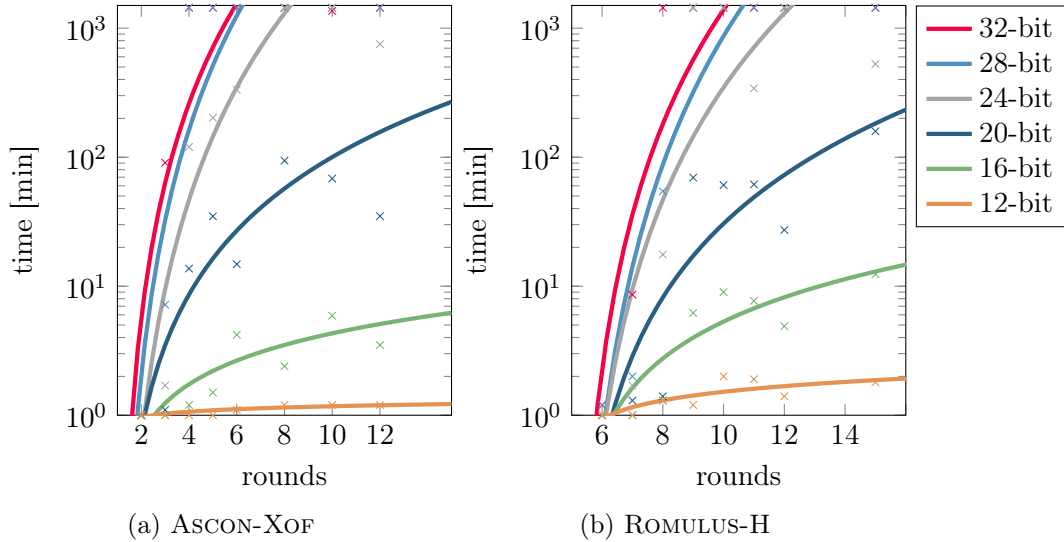 10^3
10^2
10^1
10^0
time [min]
2 4 6 8 10 12
rounds
(a) ASCON-XOF
10^3
10^2
10^1
10^0
time [min]
6 8 10 12 14
rounds
(b) ROMULUS-H
32-bit
28-bit
24-bit
20-bit
16-bit
12-bit